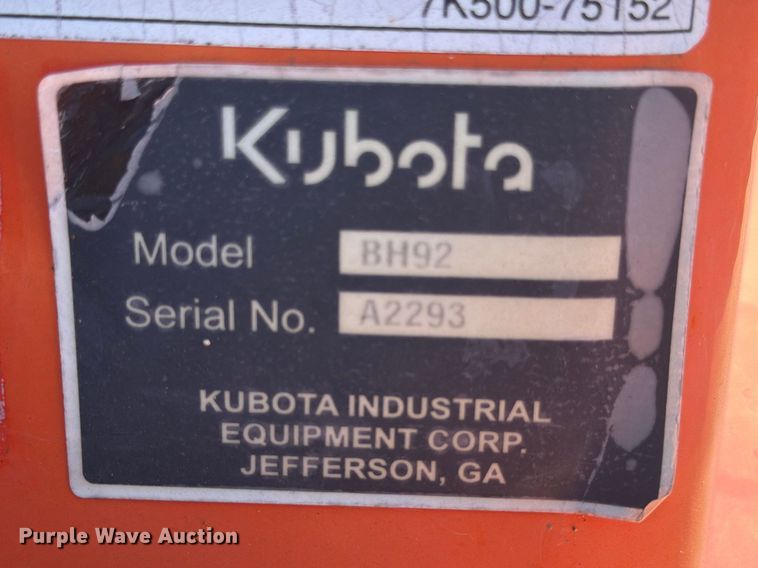 7K500-75152
Kubota
Model BH92
Serial No. A2293
KUBOTA INDUSTRIAL
EQUIPMENT CORP.
JEFFERSON, GA
Purple Wave Auction